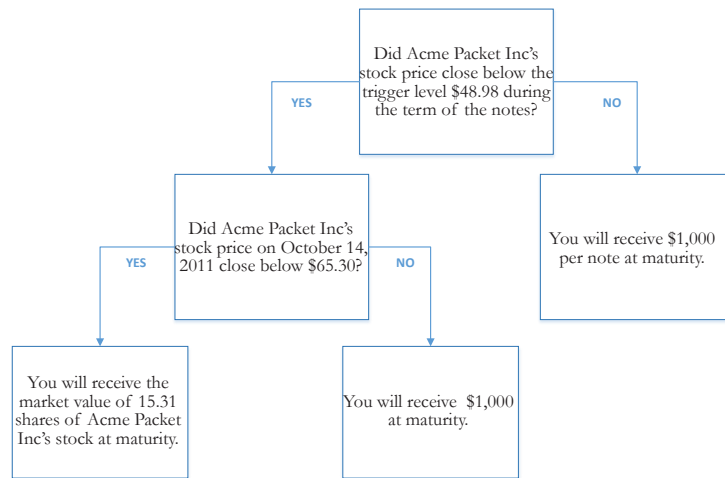 Did Acme Packet Inc's
stock price close below the
trigger level $48.98 during
the term of the notes?
YES
NO
Did Acme Packet Inc's
stock price on October 14,
2011 close below $65.30?
You will receive $1,000
per note at maturity.
YES
NO
You will receive the
market value of 15.31
shares of Acme Packet
Inc's stock at maturity.
You will receive $1,000
at maturity.